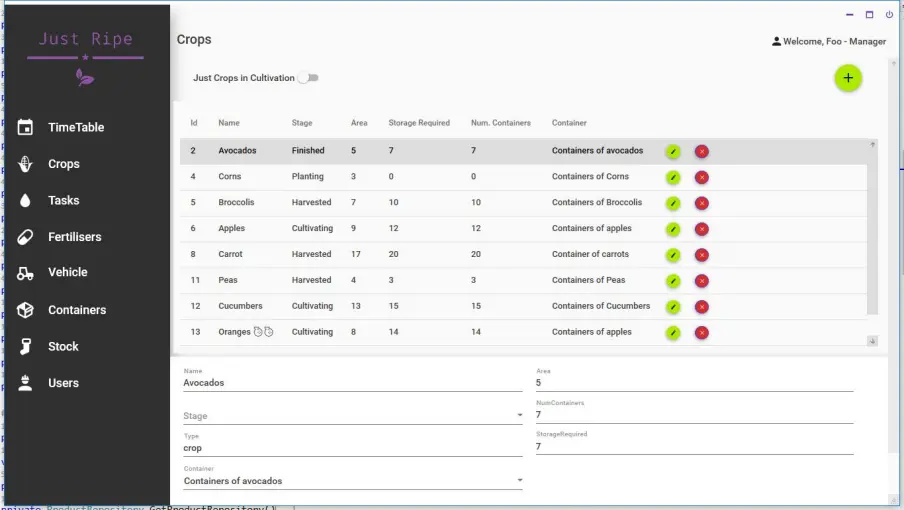 Just Ripe
TimeTable
Crops
Tasks
Fertilisers
Vehicle
Containers
Stock
Users
Crops
Welcome, Foo - Manager
Just Crops in Cultivation
Id Name Stage Area Storage Required Num. Containers Container
2 Avocados Finished 5 7 7 Containers of avocados
4 Corns Planting 3 0 0 Containers of Corns
5 Broccolis Harvested 7 10 10 Containers of Broccolis
6 Apples Cultivating 9 12 12 Containers of apples
8 Carrot Harvested 17 20 20 Container of carrots
11 Peas Harvested 4 3 3 Containers of Peas
12 Cucumbers Cultivating 13 15 15 Containers of Cucumbers
13 Oranges Cultivating 8 14 14 Containers of apples
Name
Avocados
Stage
Type
crop
Container
Containers of avocados
Area
5
NumContainers
7
StorageRequired
7
private ProductRepository GetProductRepository()